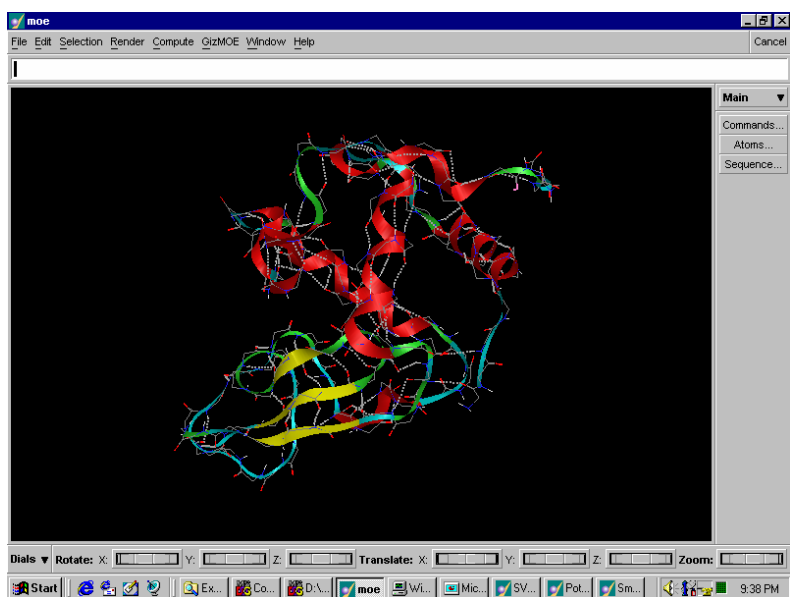 moe
File Edit Selection Render Compute GizMOE Window Help Cancel
Main
Commands...
Atoms...
Sequence...
Dials Rotate: X: Y: Z: Translate: X: Y: Z: Zoom:
Start Ex... Co... D:\... moe Wi... Mic... SV... Pot... Sm... 9:38 PM